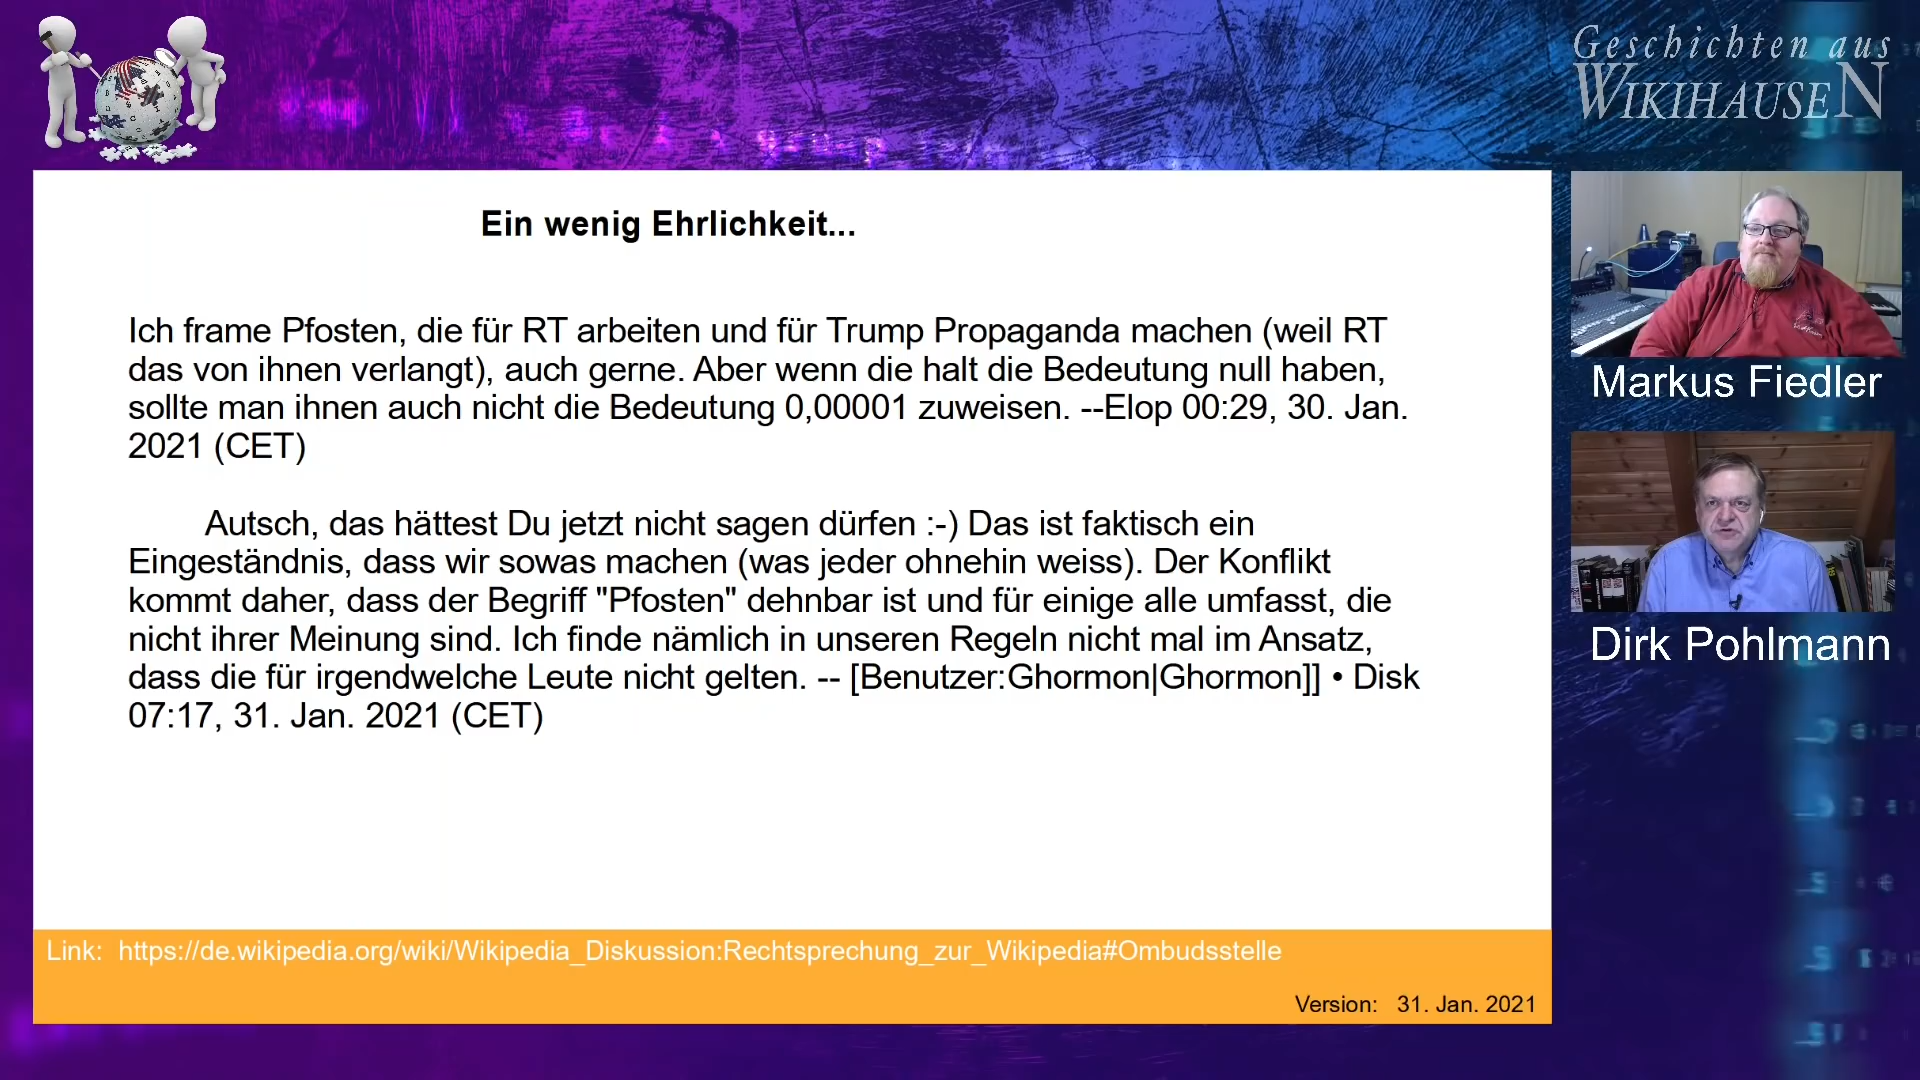 Geschichten aus
WIKIHAUSEN
Ein wenig Ehrlichkeit...
Ich frame Pfosten, die für RT arbeiten und für Trump Propaganda machen (weil RT
das von ihnen verlangt), auch gerne. Aber wenn die halt die Bedeutung null haben,
sollte man ihnen auch nicht die Bedeutung 0,00001 zuweisen. --Elop 00:29, 30. Jan.
2021 (CET)
Autsch, das hättest Du jetzt nicht sagen dürfen :-) Das ist faktisch ein
Eingeständnis, dass wir sowas machen (was jeder ohnehin weiss). Der Konflikt
kommt daher, dass der Begriff "Pfosten" dehnbar ist und für einige alle umfasst, die
nicht ihrer Meinung sind. Ich finde nämlich in unseren Regeln nicht mal im Ansatz,
dass die für irgendwelche Leute nicht gelten. -- [Benutzer:Ghormon|Ghormon]] • Disk
07:17, 31. Jan. 2021 (CET)
Link: https://de.wikipedia.org/wiki/Wikipedia_Diskussion:Rechtsprechung_zur_Wikipedia#Ombudsstelle
Version: 31. Jan. 2021
Markus Fiedler
Dirk Pohlmann